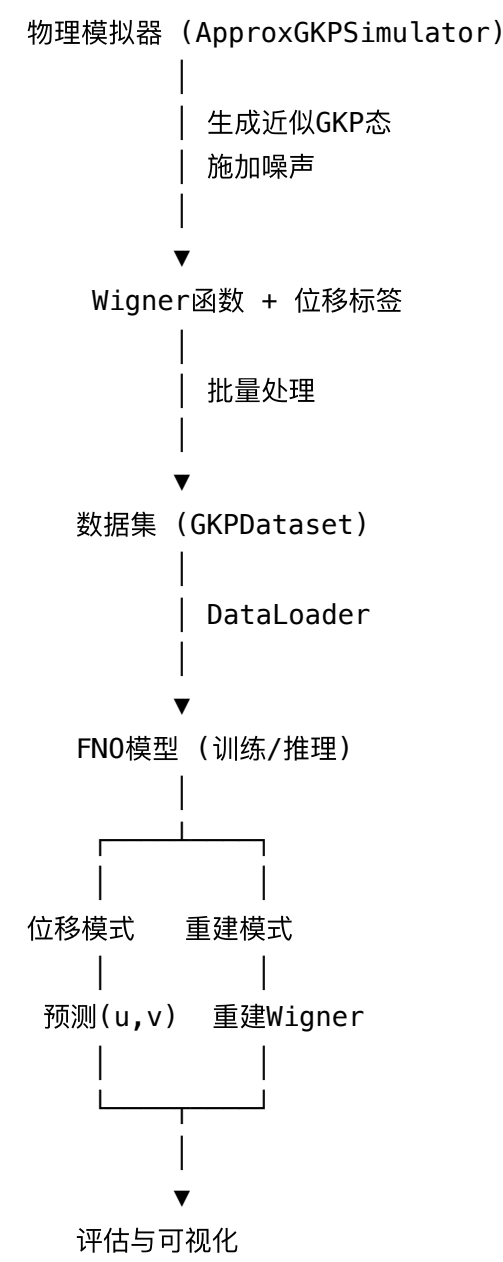 物理模拟器 (ApproxGKPSimulator)
生成近似GKP态
施加噪声
Wigner函数 + 位移标签
批量处理
数据集 (GKPDataset)
DataLoader
FNO模型 (训练/推理)
位移模式 重建模式
预测(u,v) 重建Wigner
评估与可视化